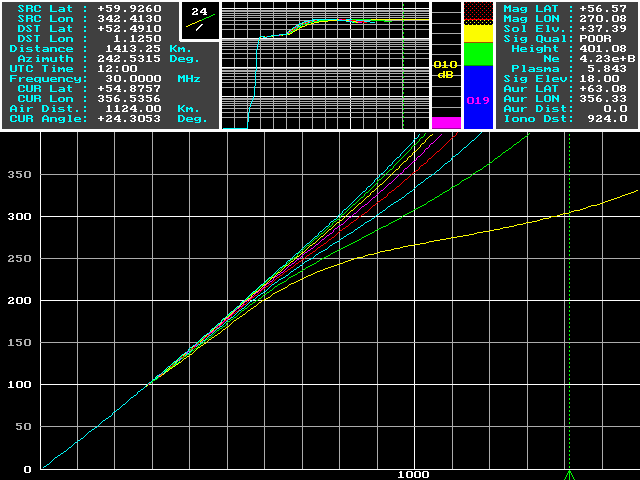 SRC Lat : +59.9260
SRC Lon : 342.4130
DST Lat : +52.4910
DST Lon : 1.1250
Distance : 1413.25 Km.
Azimuth : 242.5315 Deg.
UTC Time : 12:00
Frequency: 30.0000 MHz
CUR Lat : +54.8757
CUR Lon : 356.5356
Air Dist.: 1124.00 Km.
CUR Angle: +24.3053 Deg.
24
010
dB
019
Mag LAT : +56.57
Mag LON : 270.08
Sol Elv.: +37.39
Sig Qual: POOR
Height : 401.08
Ne : 4.23e+B
Plasma : 5.843
Sig Elev: 18.00
Aur LAT : +63.08
Aur LON : 356.33
Aur Dist: 0.0
Iono Dst: 924.0
350
300
250
200
150
100
50
0
1000